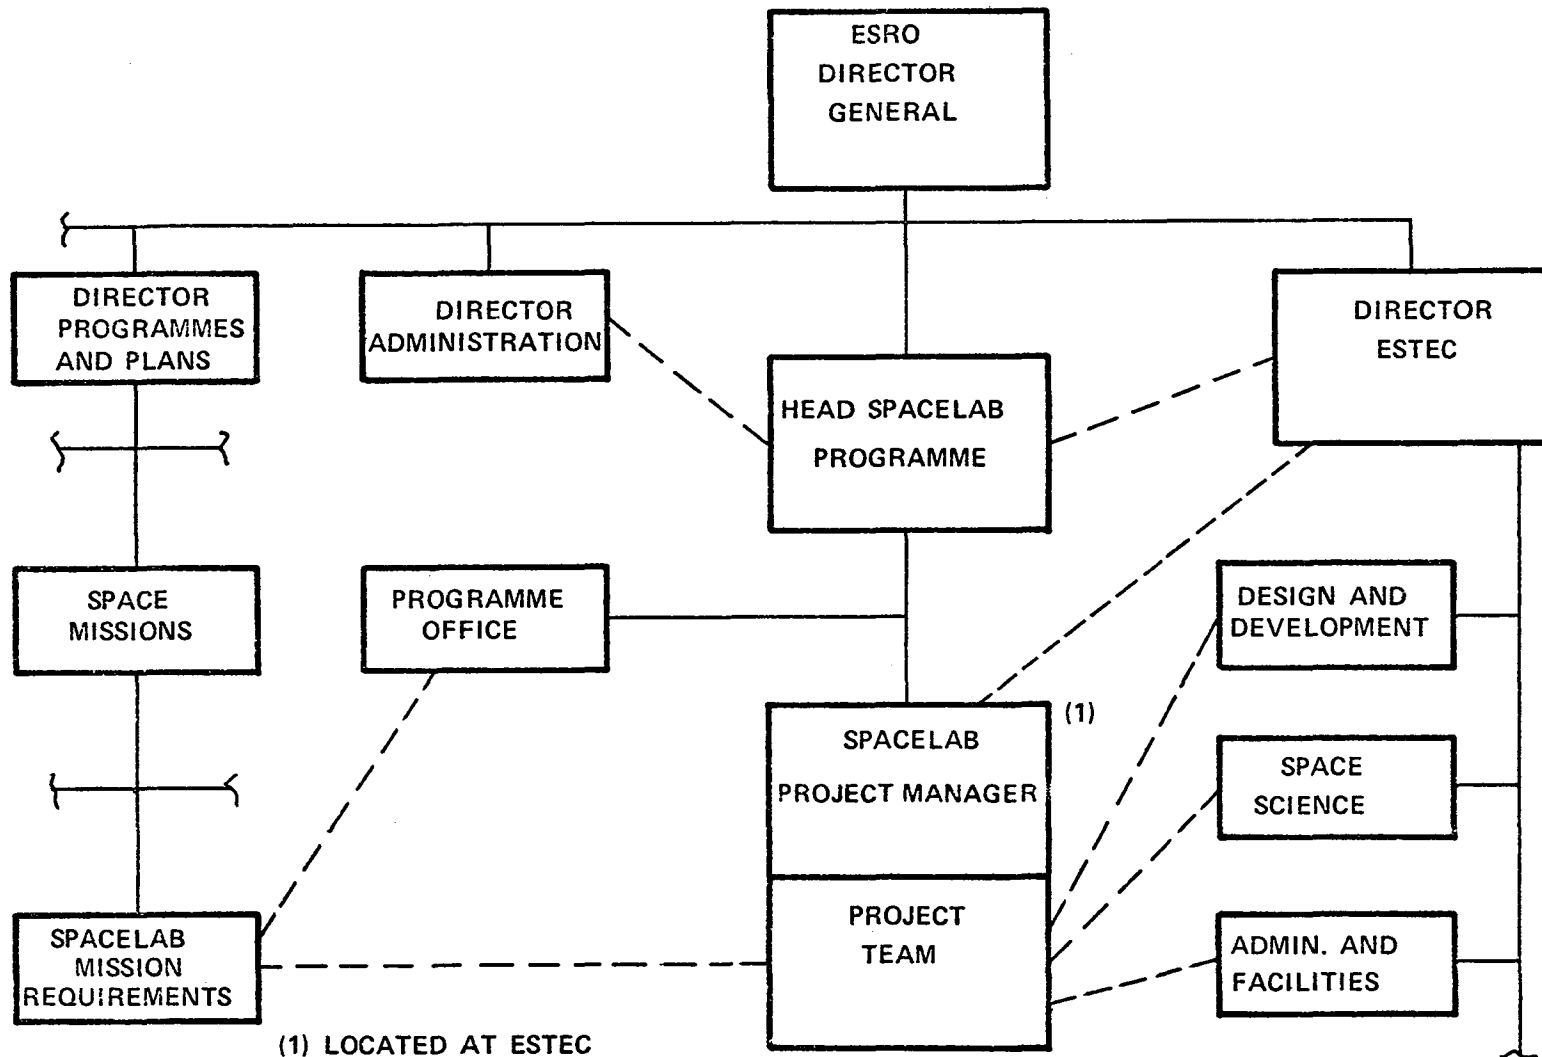 ESRO
DIRECTOR
GENERAL
DIRECTOR
PROGRAMMES
AND PLANS
DIRECTOR
ADMINISTRATION
HEAD SPACELAB
PROGRAMME
DIRECTOR
ESTEC
SPACE
MISSIONS
PROGRAMME
OFFICE
DESIGN AND
DEVELOPMENT
SPACELAB
PROJECT MANAGER
(1)
SPACE
SCIENCE
SPACELAB
MISSION
REQUIREMENTS
PROJECT
TEAM
ADMIN. AND
FACILITIES
(1) LOCATED AT ESTEC